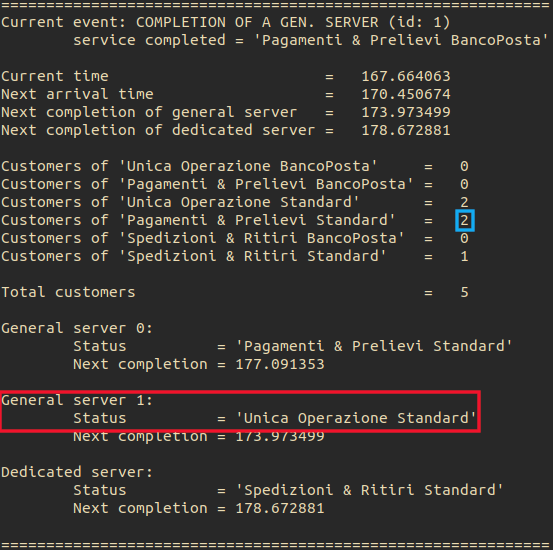 =============================================================
Current event: COMPLETION OF A GEN. SERVER (id: 1)
        service completed = 'Pagamenti & Prelievi BancoPosta'
Current time                        =   167.664063
Next arrival time                   =   170.450674
Next completion of general server   =   173.973499
Next completion of dedicated server =   178.672881
Customers of 'Unica Operazione BancoPosta'     =   0
Customers of 'Pagamenti & Prelievi BancoPosta' =   0
Customers of 'Unica Operazione Standard'       =   2
Customers of 'Pagamenti & Prelievi Standard'   =   2
Customers of 'Spedizioni & Ritiri BancoPosta'  =   0
Customers of 'Spedizioni & Ritiri Standard'    =   1
Total customers                                =   5
General server 0:
        Status          = 'Pagamenti & Prelievi Standard'
        Next completion = 177.091353
General server 1:
        Status          = 'Unica Operazione Standard'
        Next completion = 173.973499
Dedicated server:
        Status          = 'Spedizioni & Ritiri Standard'
        Next completion = 178.672881
=============================================================